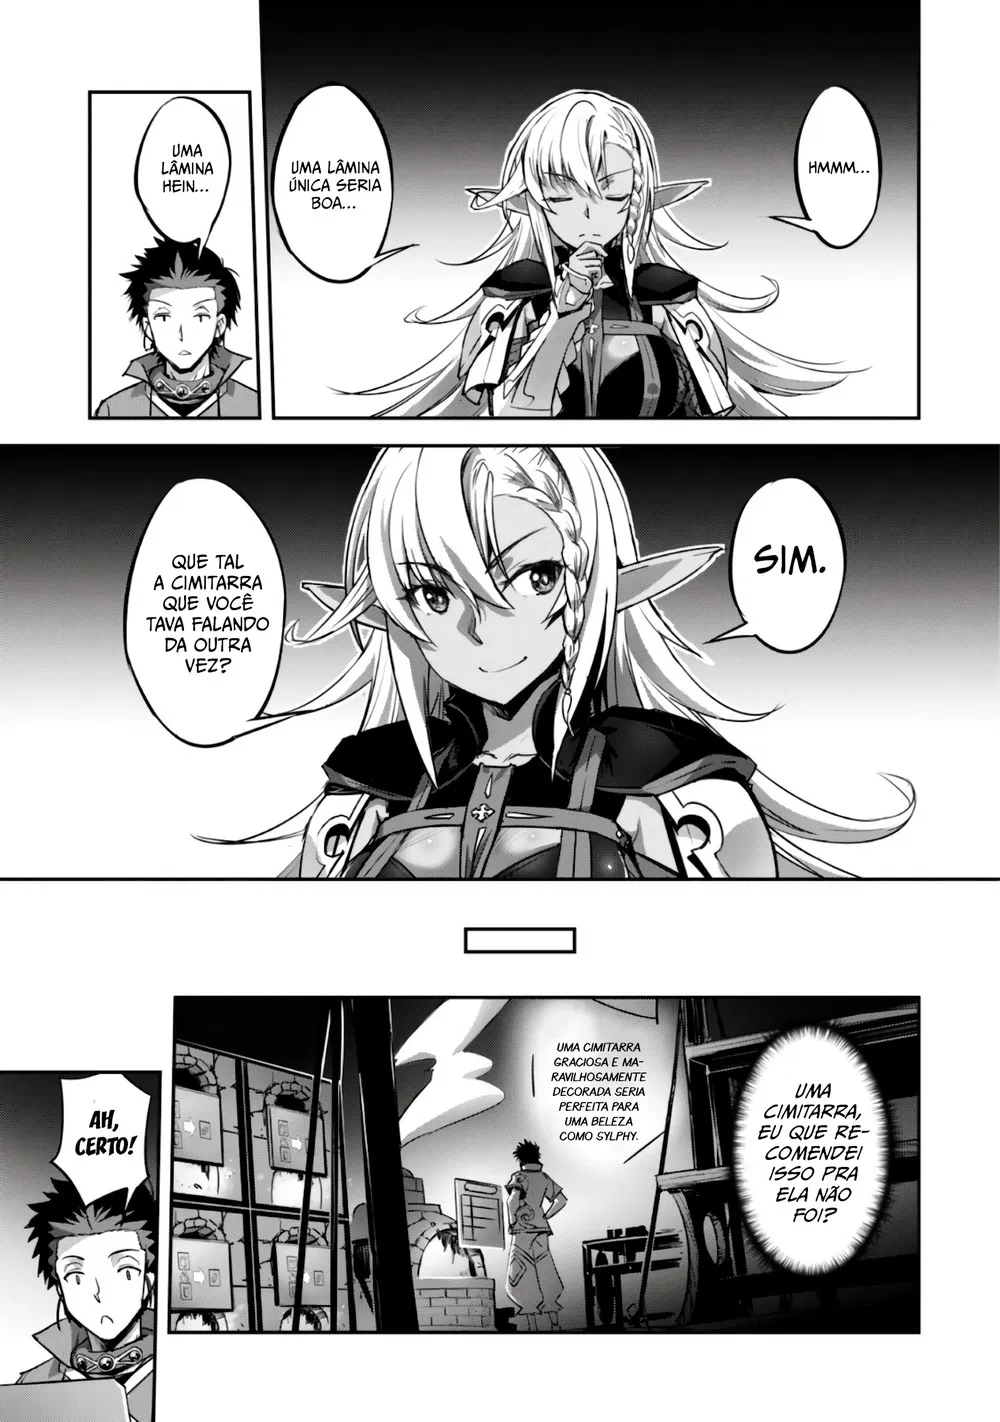 HMMM...
UMA LÂMINA
ÚNICA SERIA
BOA...
UMA
LÂMINA
HEIN...
SIM.
QUE TAL
A CIMITARRA
QUE VOCÊ
TAVA FALANDO
DA OUTRA
VEZ?
UMA
CIMITARRA,
EU QUE RE-
COMENDEI
ISSO PRA
ELA NÃO
FOI?
UMA CIMITARRA
GRACIOSA E MA-
RAVILHOSAMENTE
DECORADA SERIA
PERFEITA PARA
UMA BELEZA
COMO SYLPHY.
AH,
CERTO!